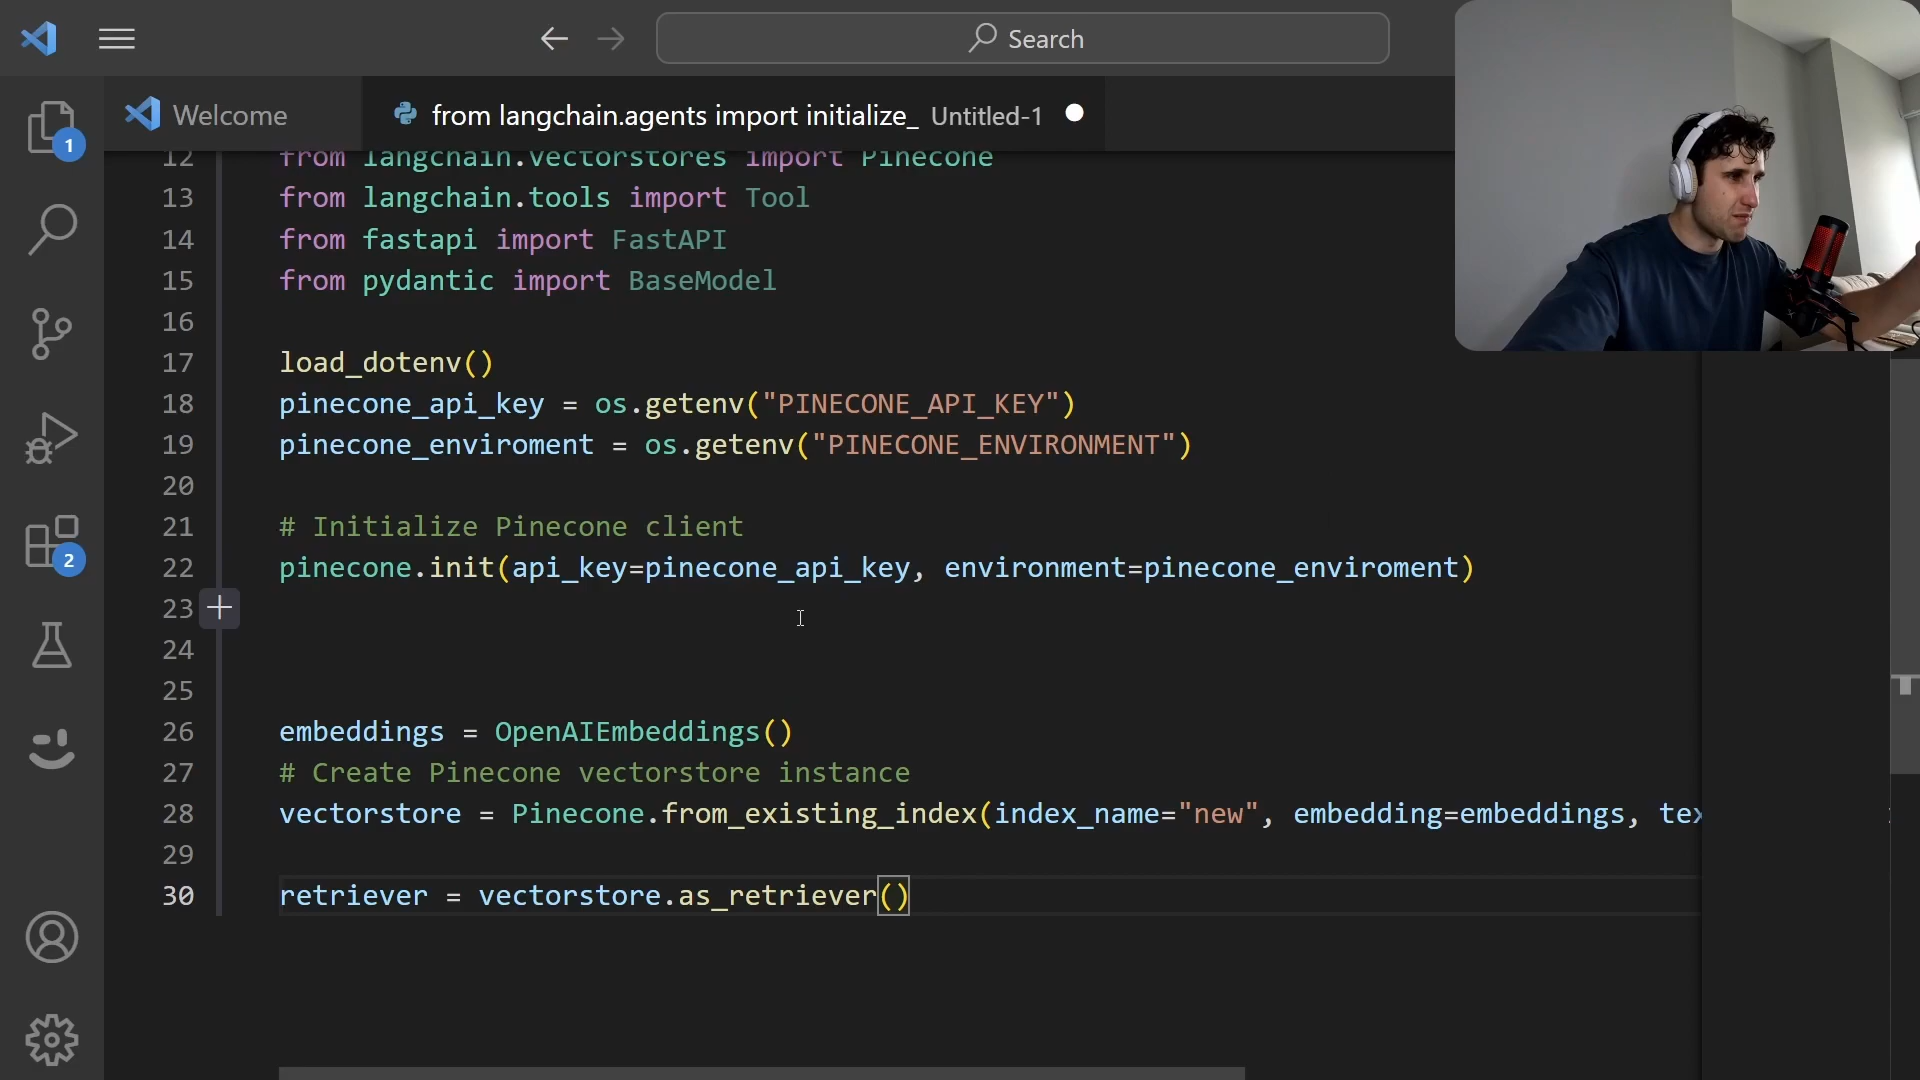 Search
Welcome
from langchain.agents import initialize_ Untitled-1
1
2
12 from langchain.vectorstores import Pinecone
13 from langchain.tools import Tool
14 from fastapi import FastAPI
15 from pydantic import BaseModel
16
17 load_dotenv()
18 pinecone_api_key = os.getenv("PINECONE_API_KEY")
19 pinecone_enviroment = os.getenv("PINECONE_ENVIRONMENT")
20
21 # Initialize Pinecone client
22 pinecone.init(api_key=pinecone_api_key, environment=pinecone_enviroment)
23
24
25
26 embeddings = OpenAIEmbeddings()
27 # Create Pinecone vectorstore instance
28 vectorstore = Pinecone.from_existing_index(index_name="new", embedding=embeddings, tex
29
30 retriever = vectorstore.as_retriever()